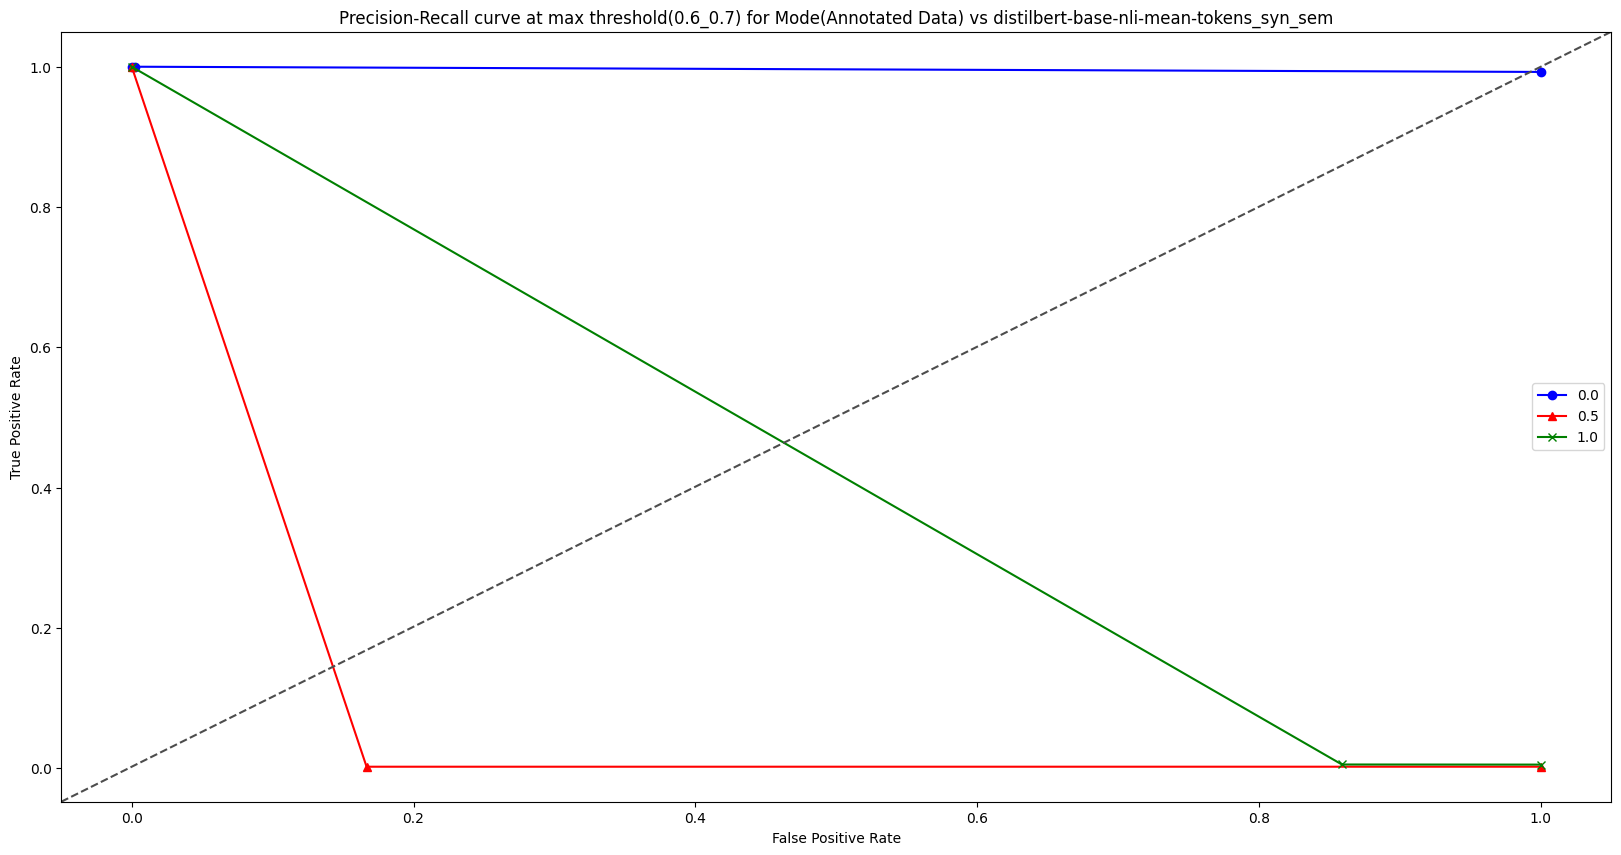 Precision-Recall curve at max threshold(0.6_0.7) for Mode(Annotated Data) vs distilbert-base-nli-mean-tokens_syn_sem
1.0
0.8
0.6
0.4
0.2
0.0
True Positive Rate
0.0
0.5
1.0
0.0 0.2 0.4 0.6 0.8 1.0
False Positive Rate